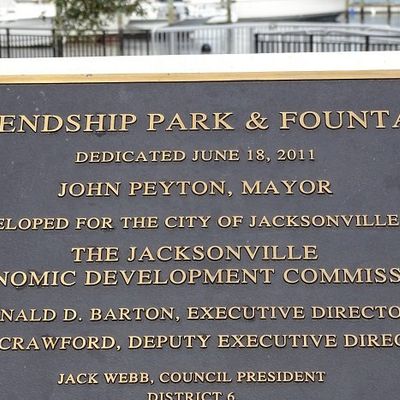 ENDSHIP PARK & FOUNTA
DEDICATED JUNE 18, 2011
JOHN PEYTON, MAYOR
ELOPED FOR THE CITY OF JACKSONVILLE
THE JACKSONVILLE
NOMIC DEVELOPMENT COMMISS
NALD D. BARTON, EXECUTIVE DIRECTO
CRAWFORD, DEPUTY EXECUTIVE DIREC
JACK WEBB, COUNCIL PRESIDENT
DISTRICT 6